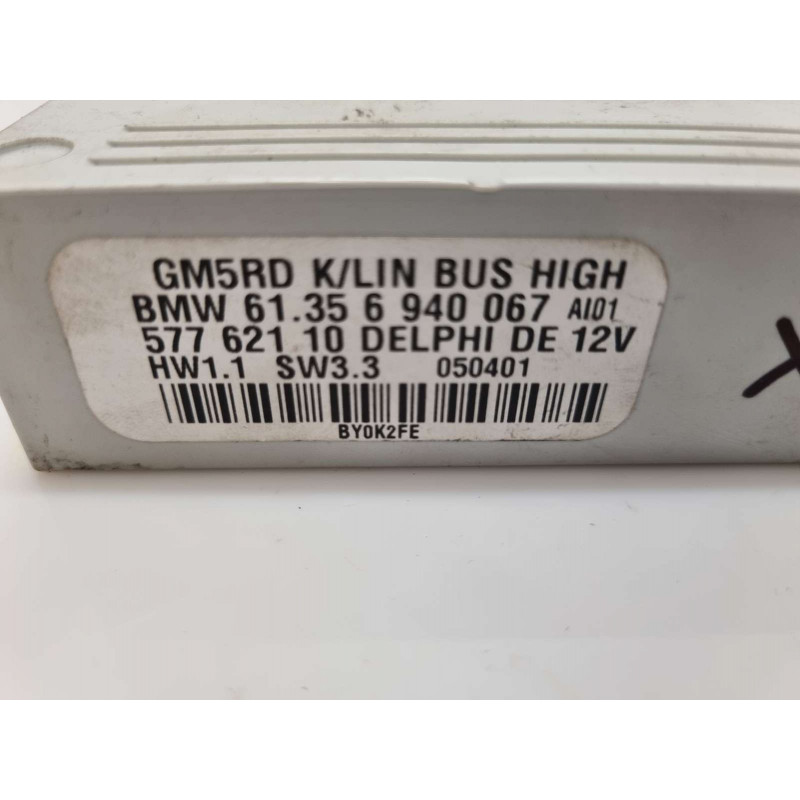 GM5RD K/LIN BUS HIGH
BMW 61.35 6 940 067 AI01
577 621 10 DELPHI DE 12V
HW1.1 SW3.3 050401
BY0K2FE